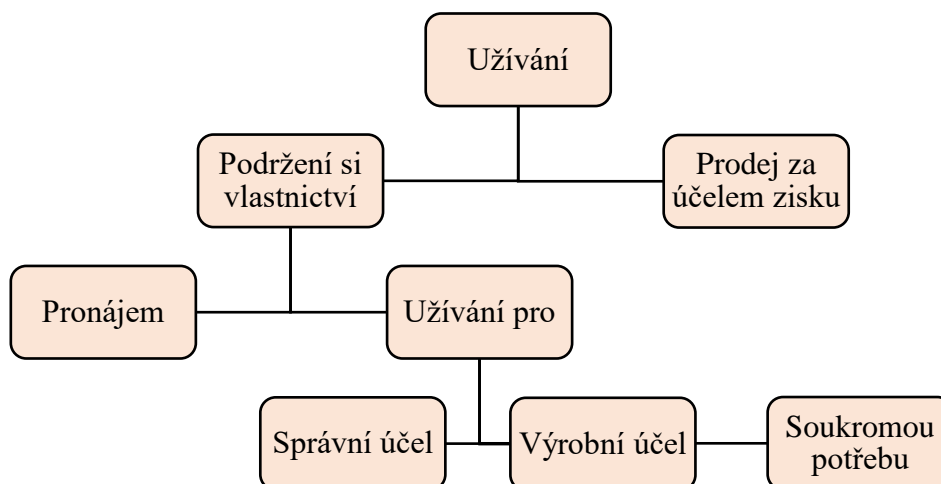 Užívání
Podržení si
vlastnictví
Prodej za
účelem zisku
Pronájem
Užívání pro
Správní účel
Výrobní účel
Soukromou
potřebu